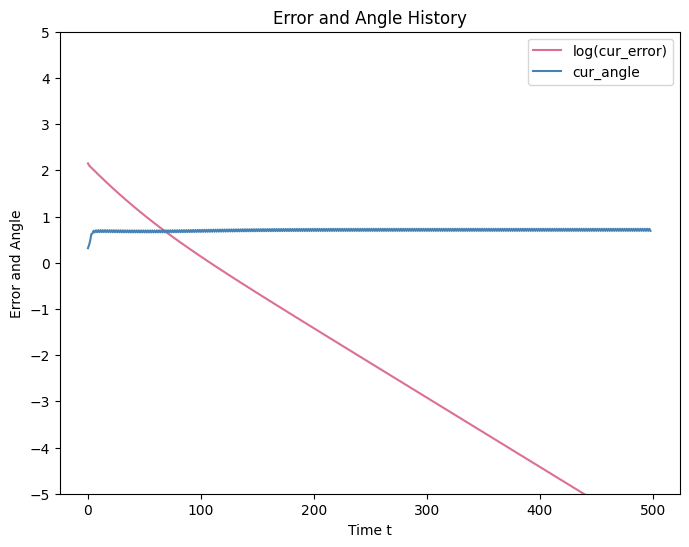 Error and Angle History
log(cur_error)
cur_angle
Error and Angle
5
4
3
2
1
0
−1
−2
−3
−4
−5
0 100 200 300 400 500
Time t